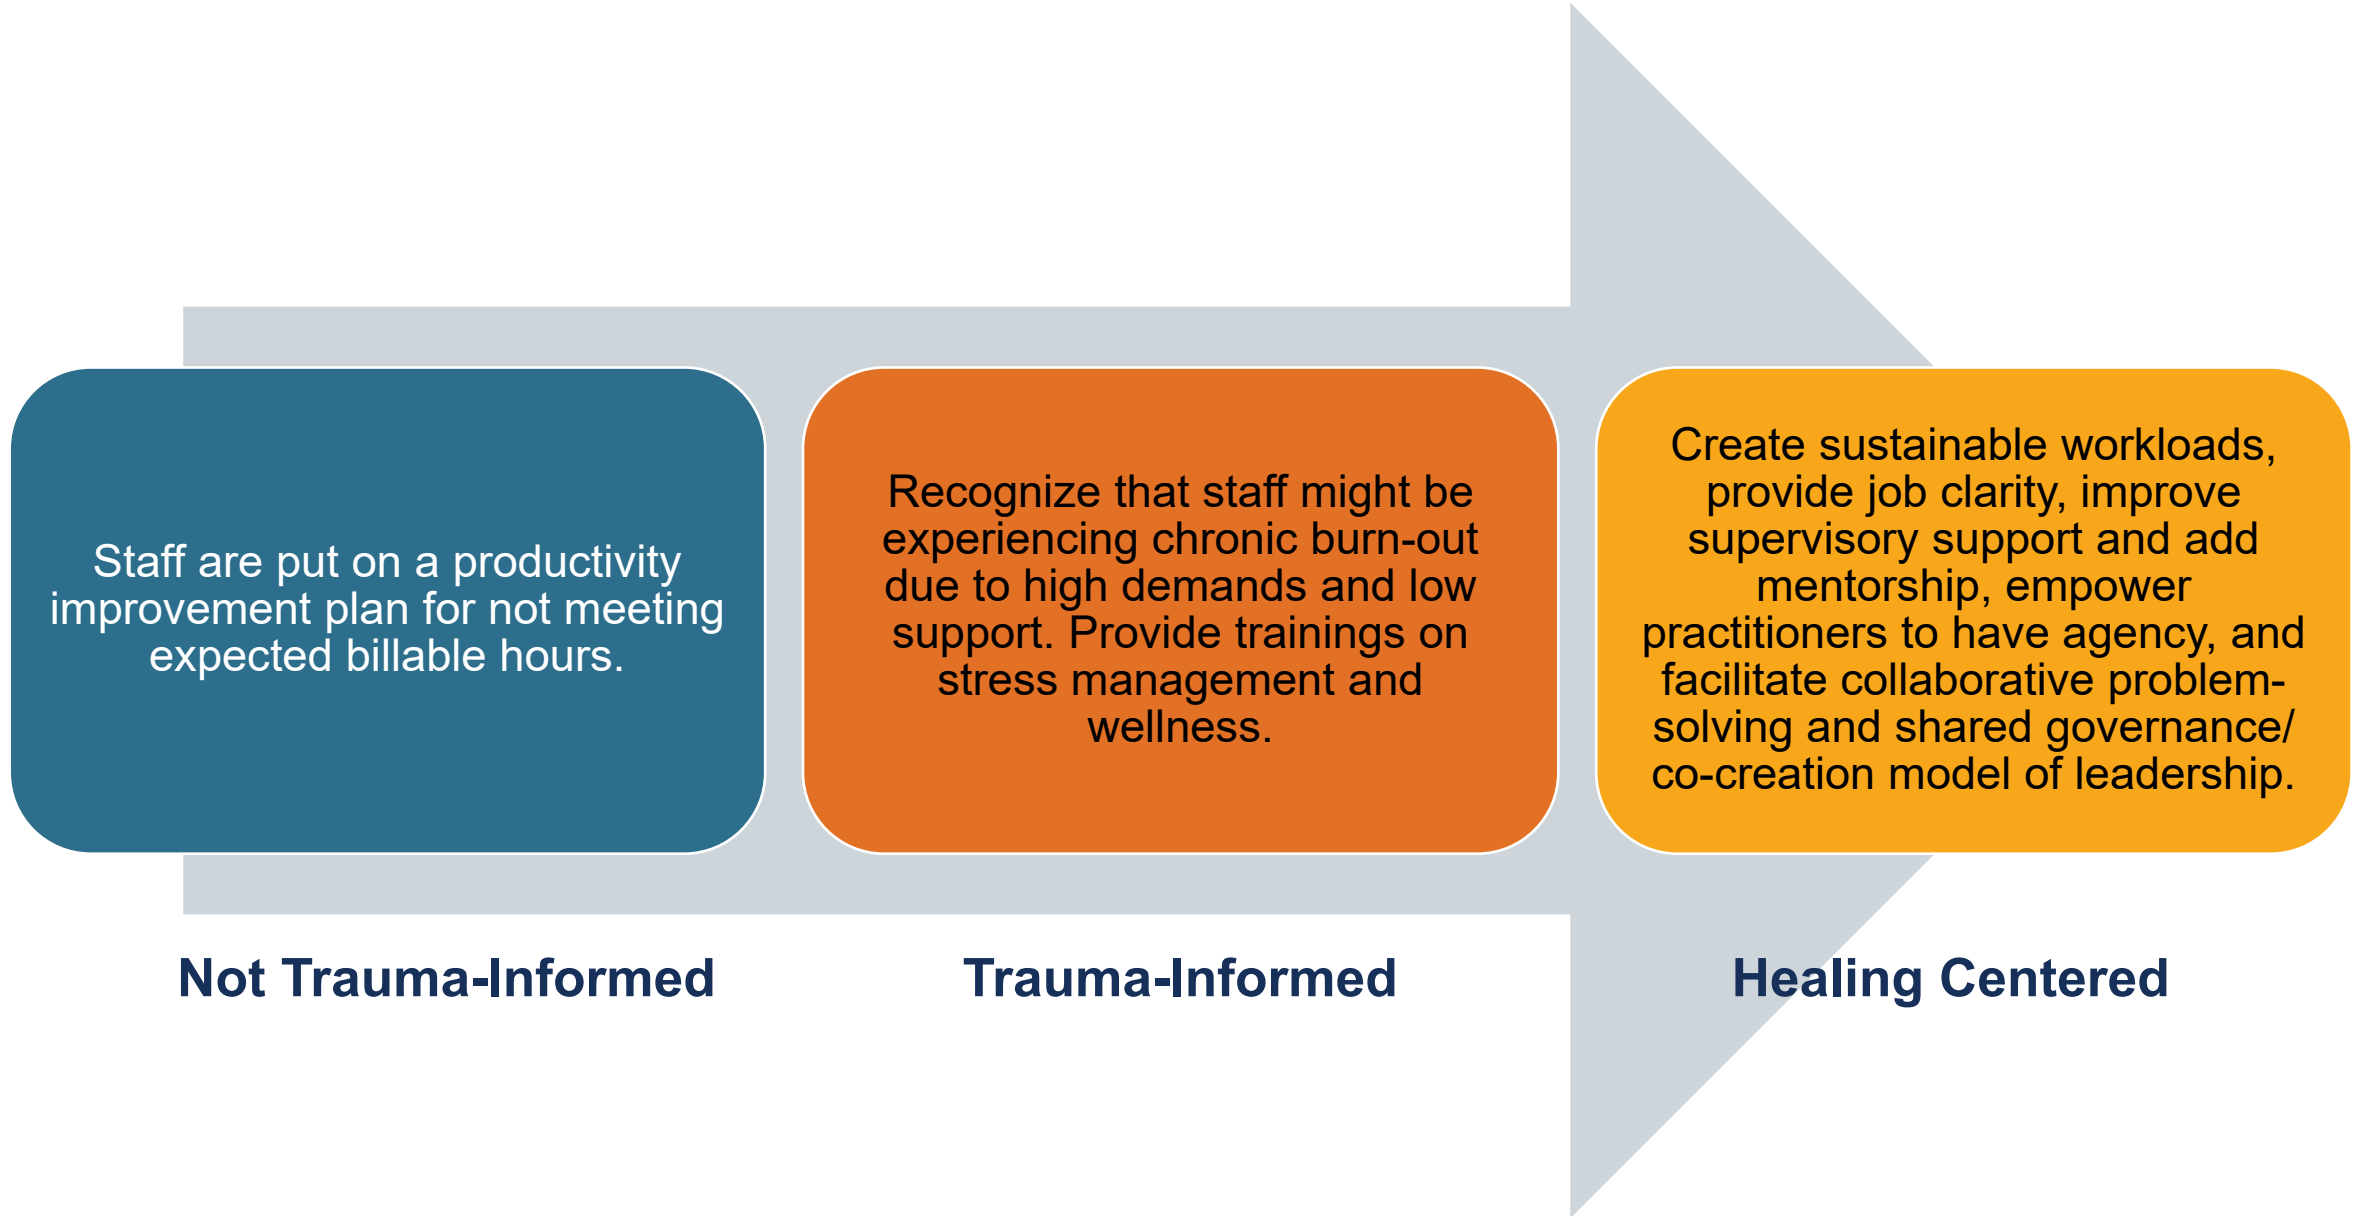 Staff are put on a productivity
improvement plan for not meeting
expected billable hours.
Recognize that staff might be
experiencing chronic burn-out
due to high demands and low
support. Provide trainings on
stress management and
wellness.
Create sustainable workloads,
provide job clarity, improve
supervisory support and add
mentorship, empower
practitioners to have agency, and
facilitate collaborative problem-
solving and shared governance/
co-creation model of leadership.
Not Trauma-Informed
Trauma-Informed
Healing Centered